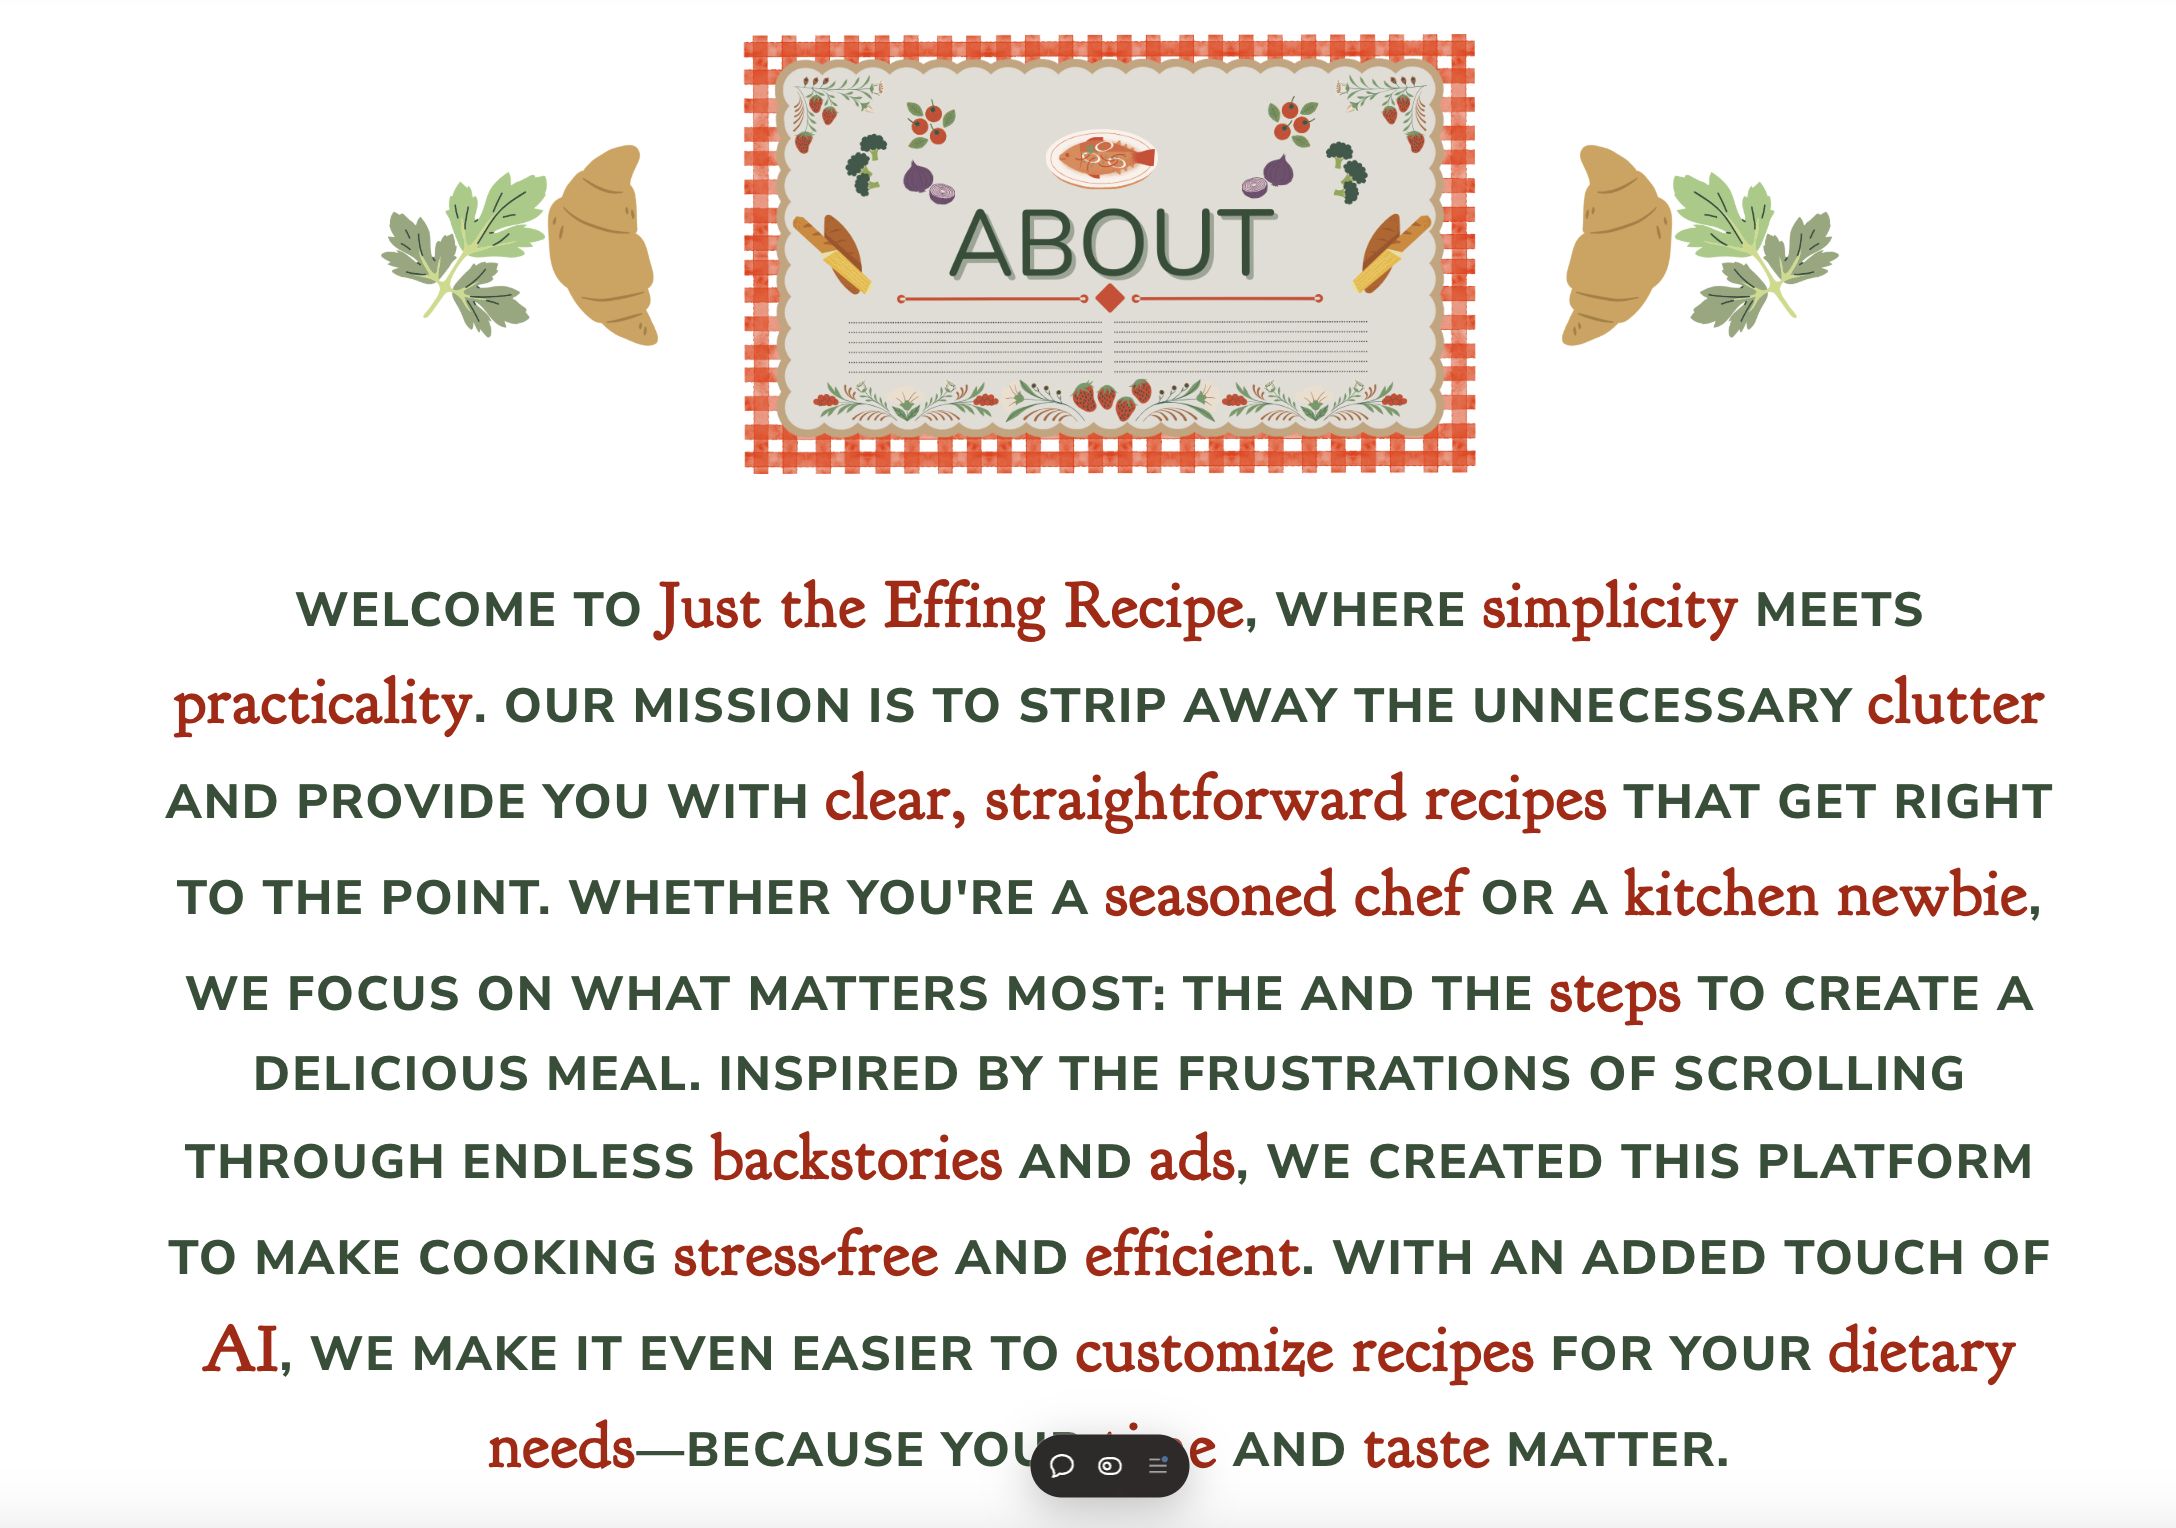 ABOUT
WELCOME TO Just the Effing Recipe, WHERE simplicity MEETS
practicality. OUR MISSION IS TO STRIP AWAY THE UNNECESSARY clutter
AND PROVIDE YOU WITH clear, straightforward recipes THAT GET RIGHT
TO THE POINT. WHETHER YOU'RE A seasoned chef OR A kitchen newbie,
WE FOCUS ON WHAT MATTERS MOST: THE AND THE steps TO CREATE A
DELICIOUS MEAL. INSPIRED BY THE FRUSTRATIONS OF SCROLLING
THROUGH ENDLESS backstories AND ads, WE CREATED THIS PLATFORM
TO MAKE COOKING stress-free AND efficient. WITH AN ADDED TOUCH OF
AI, WE MAKE IT EVEN EASIER TO customize recipes FOR YOUR dietary
needs—BECAUSE AND taste MATTER.